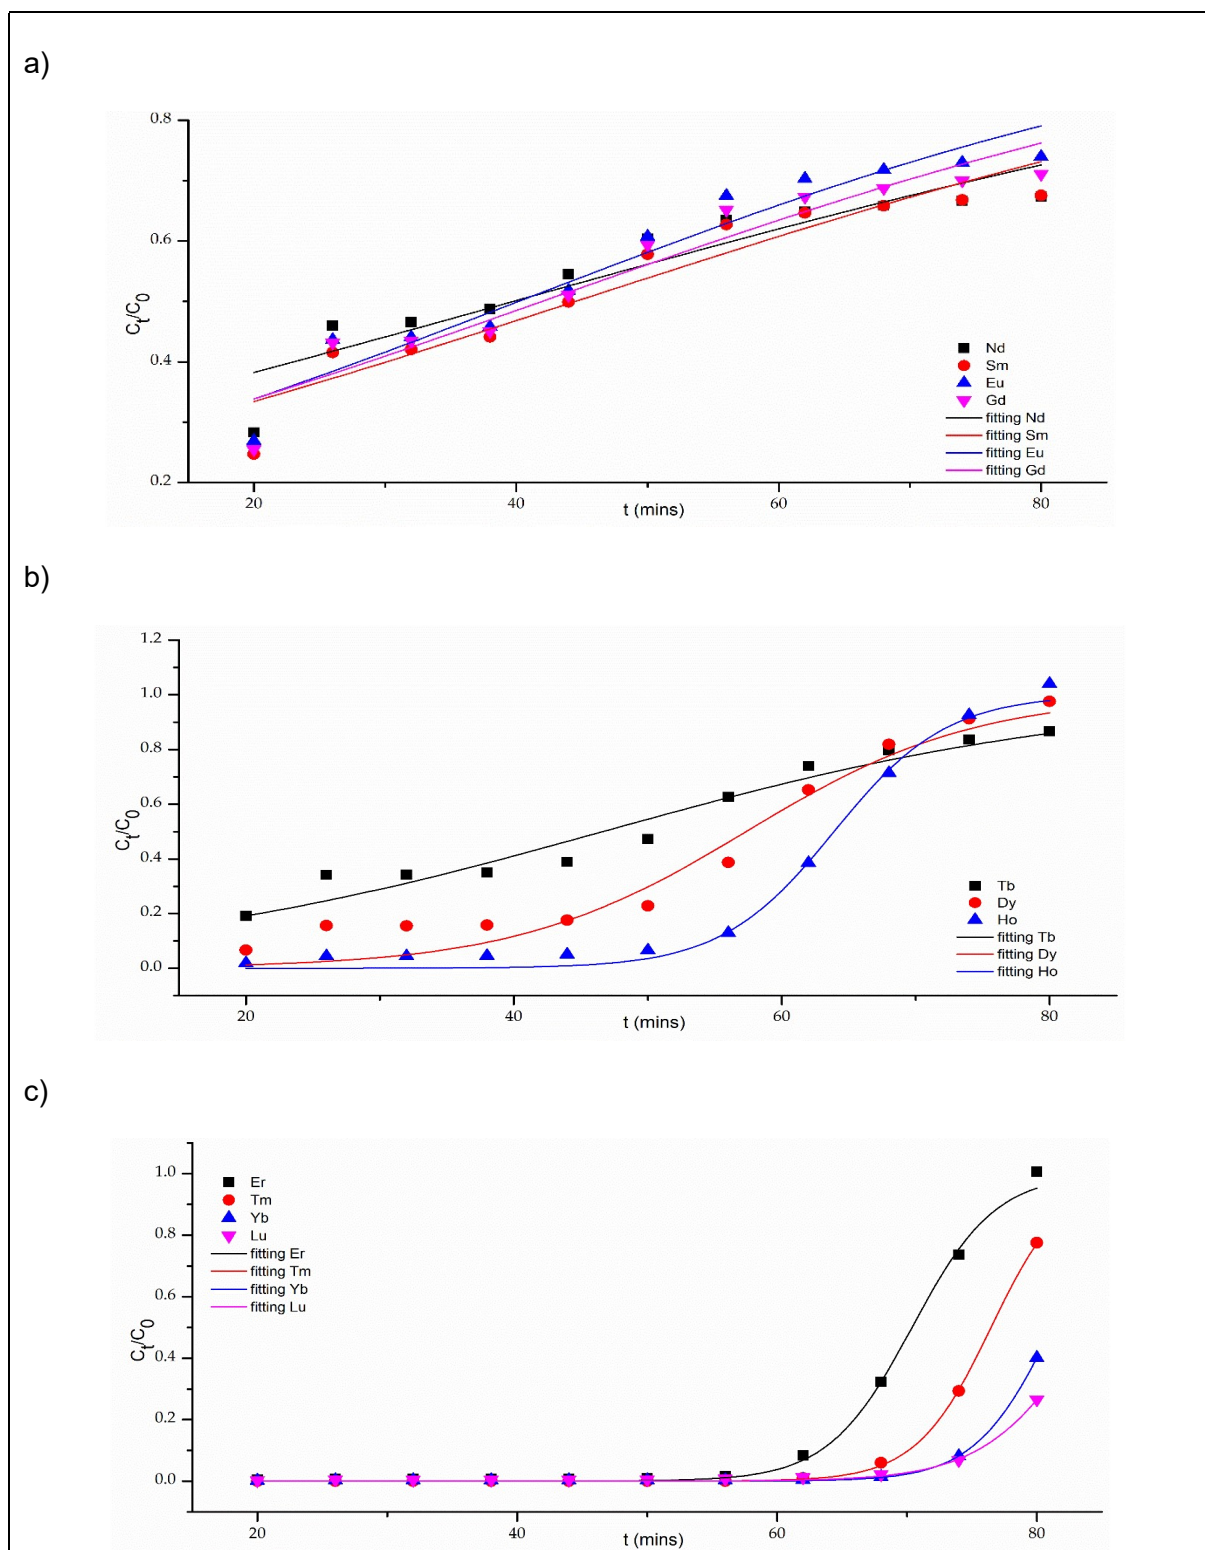 a)
0.8
0.6
0.4
0.2
Ct/C0
20
40
60
80
t (mins)
Nd
Sm
Eu
Gd
fitting Nd
fitting Sm
fitting Eu
fitting Gd
b)
1.2
1.0
0.8
0.6
0.4
0.2
0.0
Ct/C0
20
40
60
80
t (mins)
Tb
Dy
Ho
fitting Tb
fitting Dy
fitting Ho
c)
1.0
0.8
0.6
0.4
0.2
0.0
Ct/C0
Er
Tm
Yb
Lu
fitting Er
fitting Tm
fitting Yb
fitting Lu
20
40
60
80
t (mins)